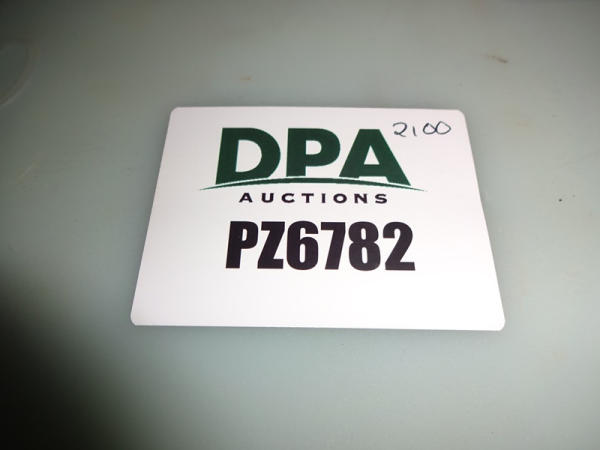 2100
DPA
AUCTIONS
PZ6782